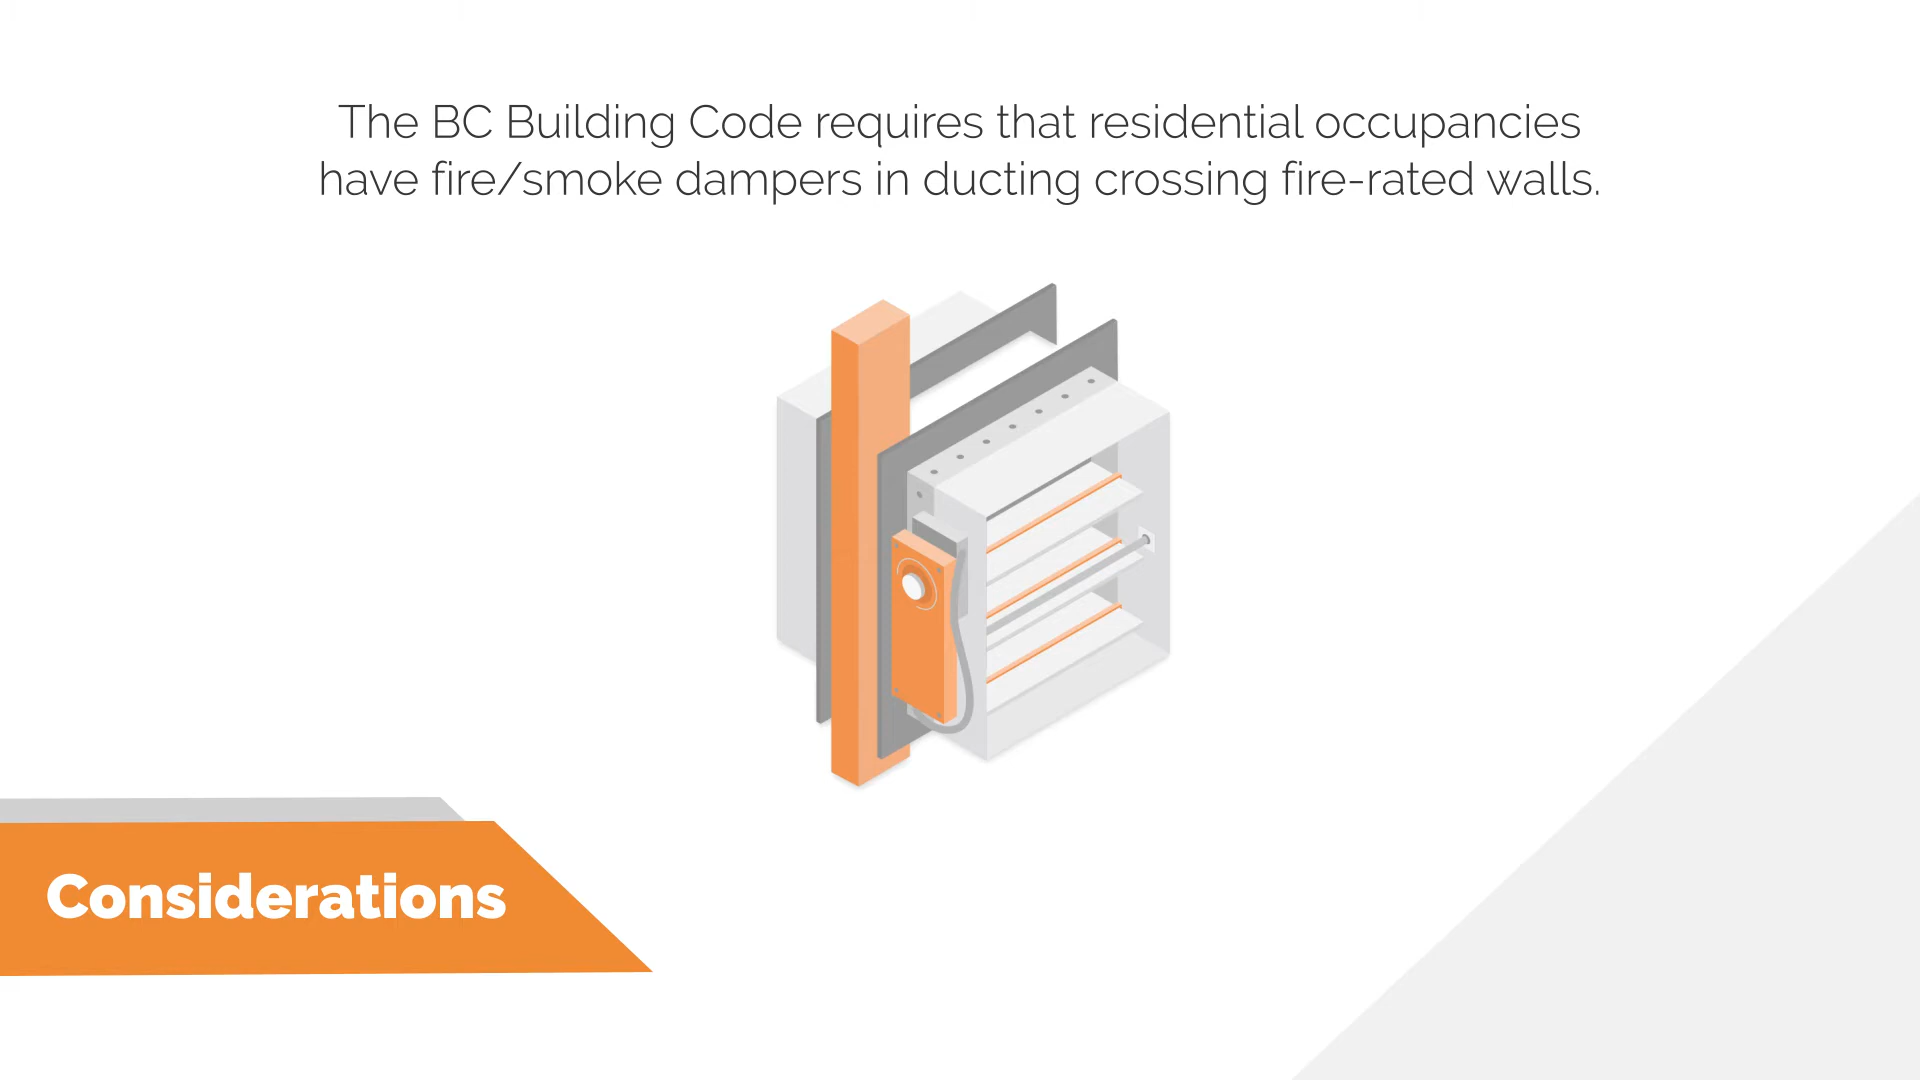 The BC Building Code requires that residential occupancies
have fire/smoke dampers in ducting crossing fire-rated walls.
Considerations